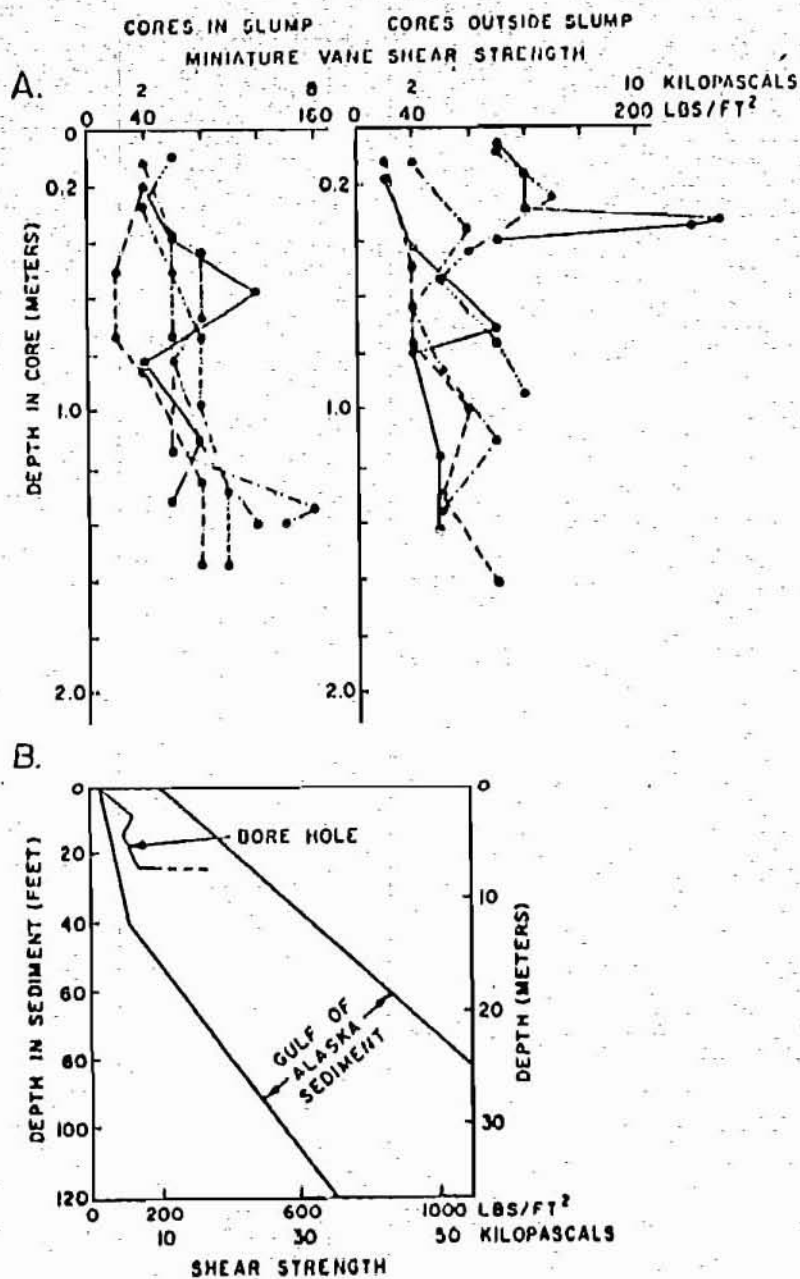 CORES IN SLUMP CORES OUTSIDE SLUMP
MINIATURE VANE SHEAR STRENGTH
A.
2 8 2 10 KILOPASCALS
0 40 160 0 40 200 LBS/FT²
0
0.2 0.2
1.0 1.0
2.0 2.0
DEPTH IN CORE (METERS)
B.
0 0
BORE HOLE
20
10
40
60
20
80
30
100
120
GULF OF
ALASKA
SEDIMENT
DEPTH IN SEDIMENT (FEET)
DEPTH (METERS)
0 200 600 1000 LBS/FT²
10 30 50 KILOPASCALS
SHEAR STRENGTH